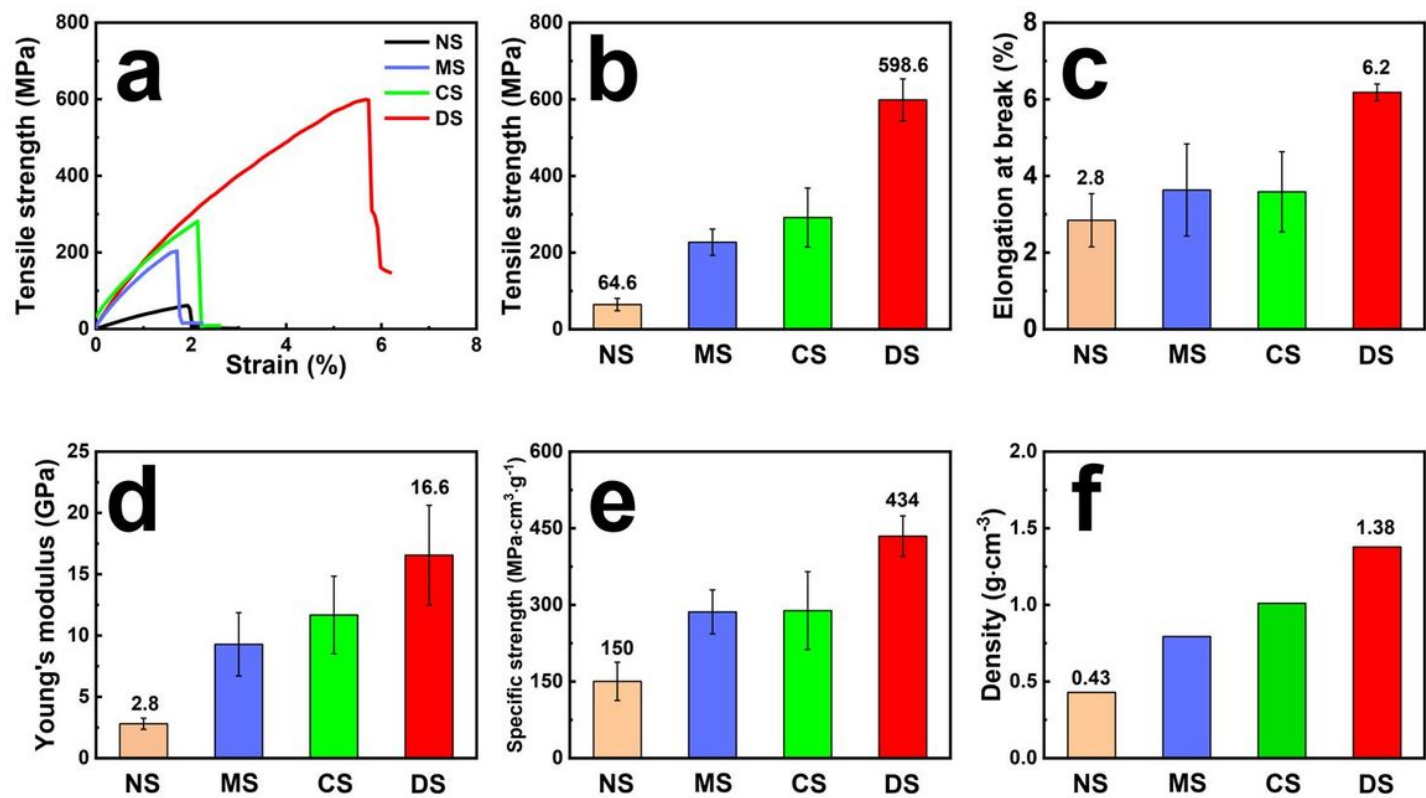 a
Tensile strength (MPa)
800
600
400
200
0
0
2
4
6
8
Strain (%)
NS
MS
CS
DS
b
Tensile strength (MPa)
800
600
400
200
0
64.6
598.6
NS
MS
CS
DS
c
Elongation at break (%)
8
6
4
2
0
2.8
6.2
NS
MS
CS
DS
d
Young's modulus (GPa)
25
20
15
10
5
0
2.8
16.6
NS
MS
CS
DS
e
Specific strength (MPa·cm³·g⁻¹)
600
450
300
150
0
150
434
NS
MS
CS
DS
f
Density (g·cm⁻³)
2.0
1.5
1.0
0.5
0.0
0.43
1.38
NS
MS
CS
DS